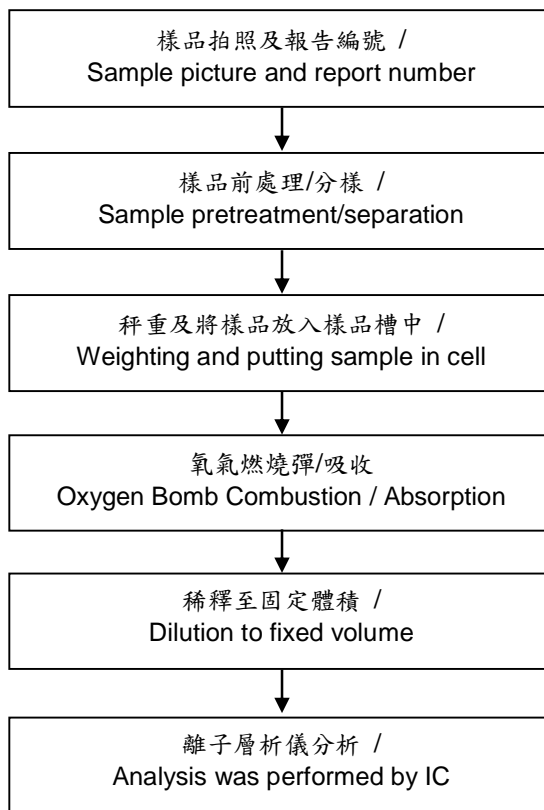 樣品拍照及報告編號 /
Sample picture and report number
樣品前處理/分樣 /
Sample pretreatment/separation
秤重及將樣品放入樣品槽中 /
Weighting and putting sample in cell
氧氣燃燒彈/吸收
Oxygen Bomb Combustion / Absorption
稀釋至固定體積 /
Dilution to fixed volume
離子層析儀分析 /
Analysis was performed by IC